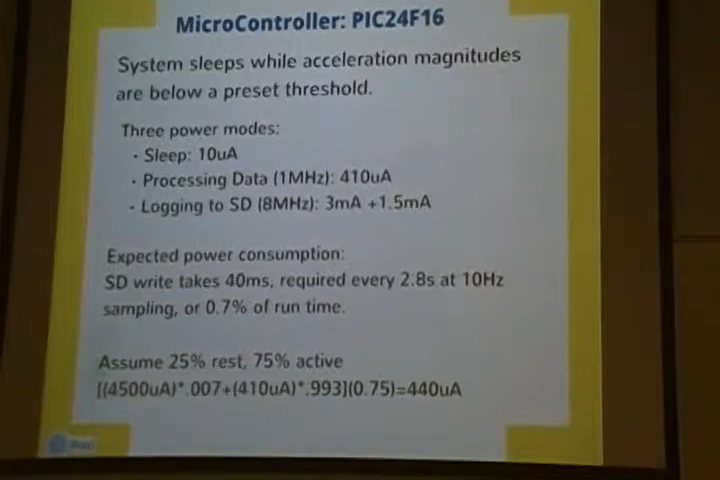 MicroController: PIC24F16
System sleeps while acceleration magnitudes
are below a preset threshold.
Three power modes:
· Sleep: 10uA
· Processing Data (1MHz): 410uA
· Logging to SD (8MHz): 3mA +1.5mA
Expected power consumption:
SD write takes 40ms, required every 2.8s at 10Hz
sampling, or 0.7% of run time.
Assume 25% rest, 75% active
[(4500uA)*.007+(410uA)*.993](0.75)=440uA